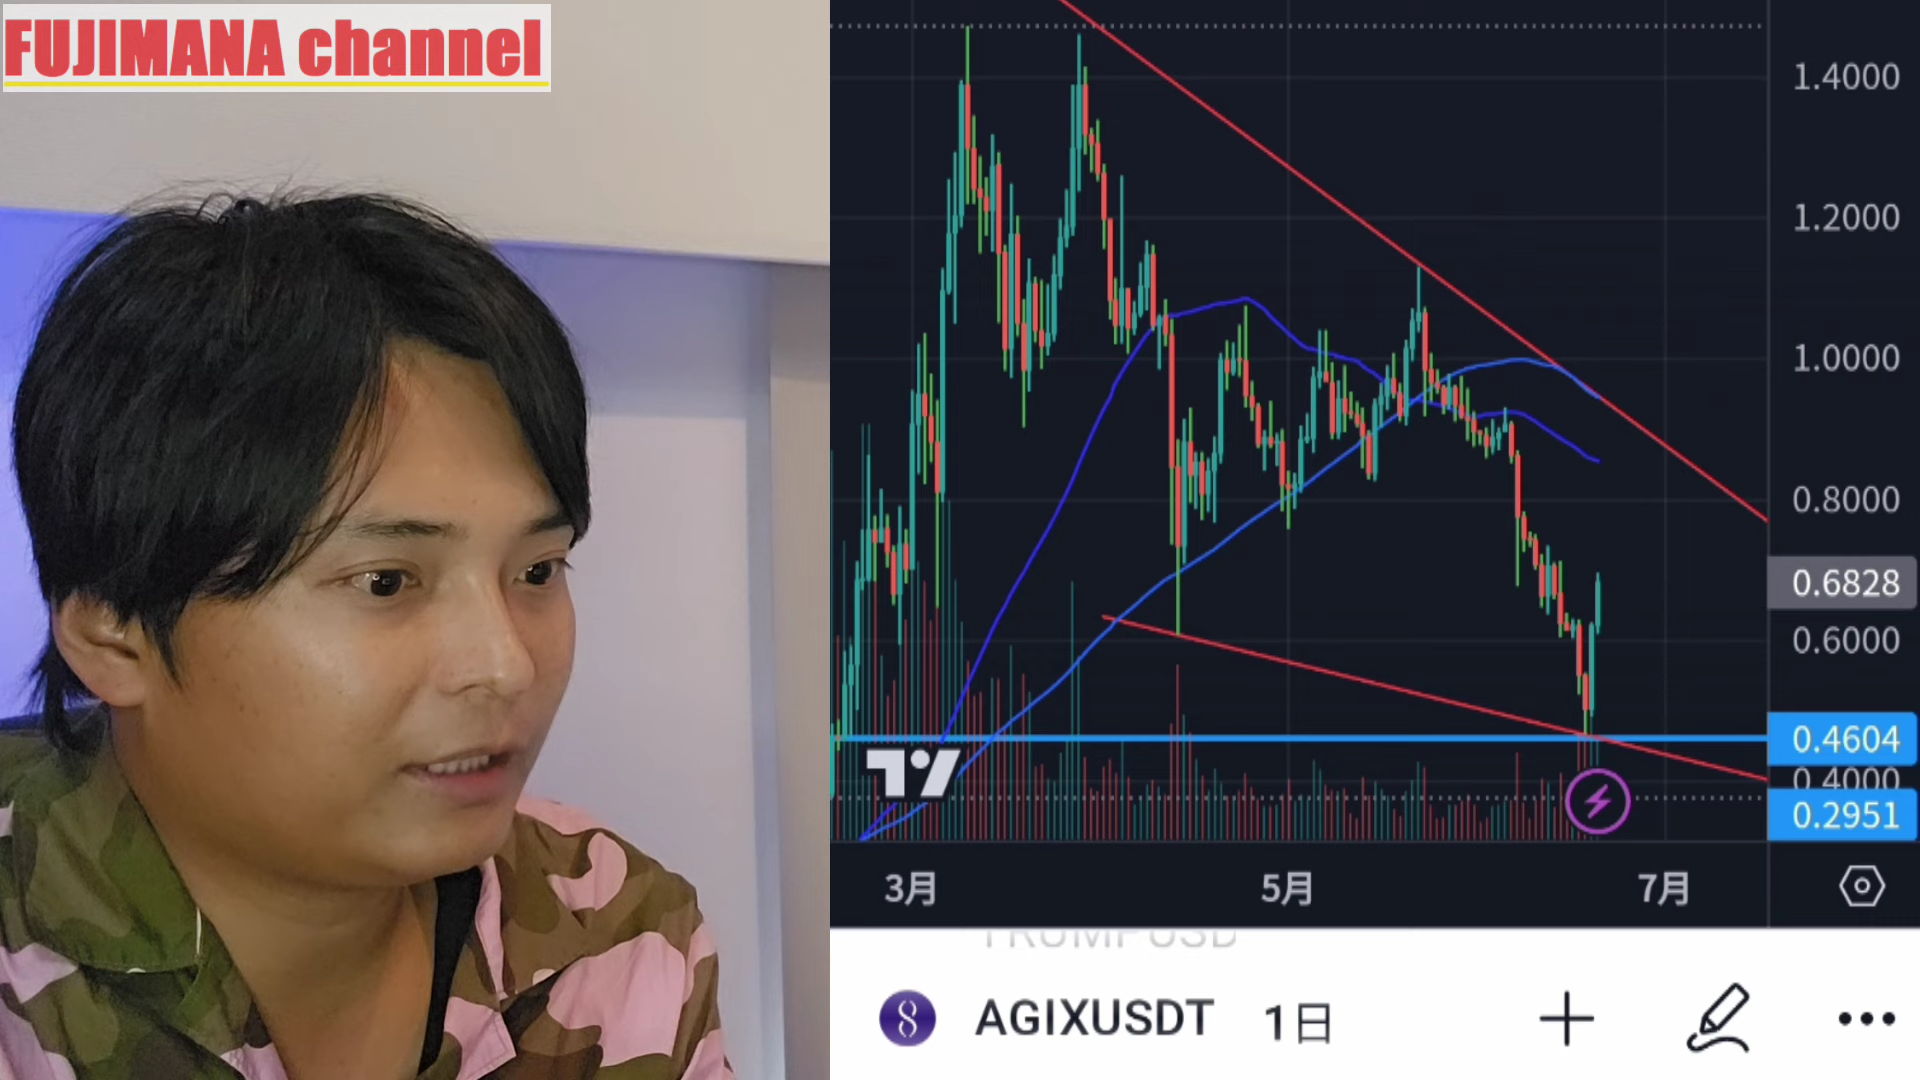 FUJIMANA channel
1.4000
1.2000
1.0000
0.8000
0.6828
0.6000
0.4604
0.4000
0.2951
3月 5月 7月
TRUMPUSD
AGIXUSDT 1日